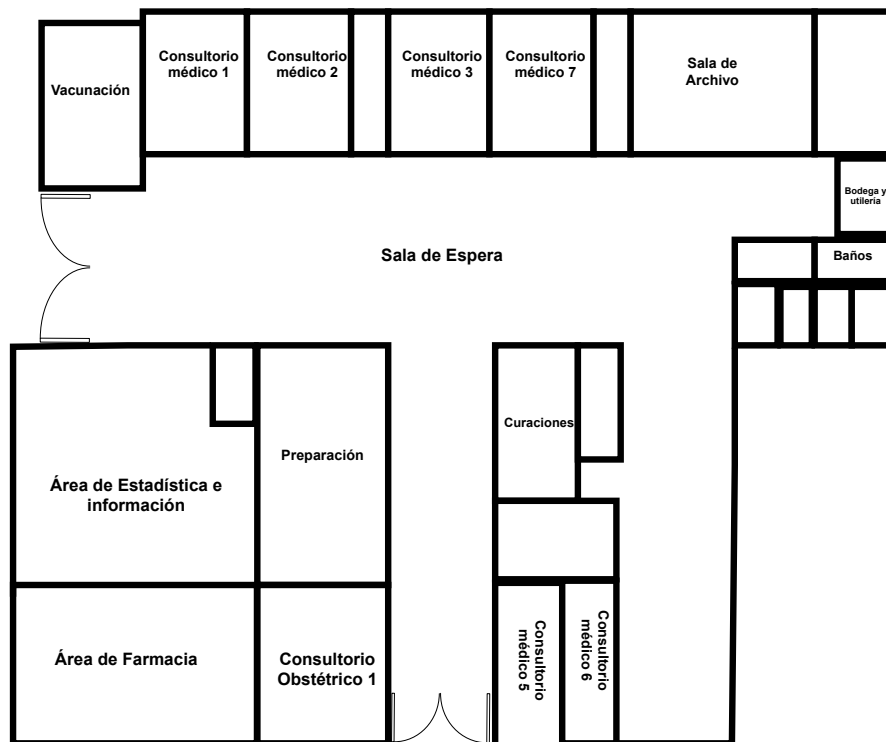 Vacunación
Consultorio
médico 1
Consultorio
médico 2
Consultorio
médico 3
Consultorio
médico 7
Sala de
Archivo
Bodega y
utilería
Sala de Espera
Baños
Curaciones
Preparación
Área de Estadística e
información
Área de Farmacia
Consultorio
Obstétrico 1
Consultorio
médico 5
Consultorio
médico 6